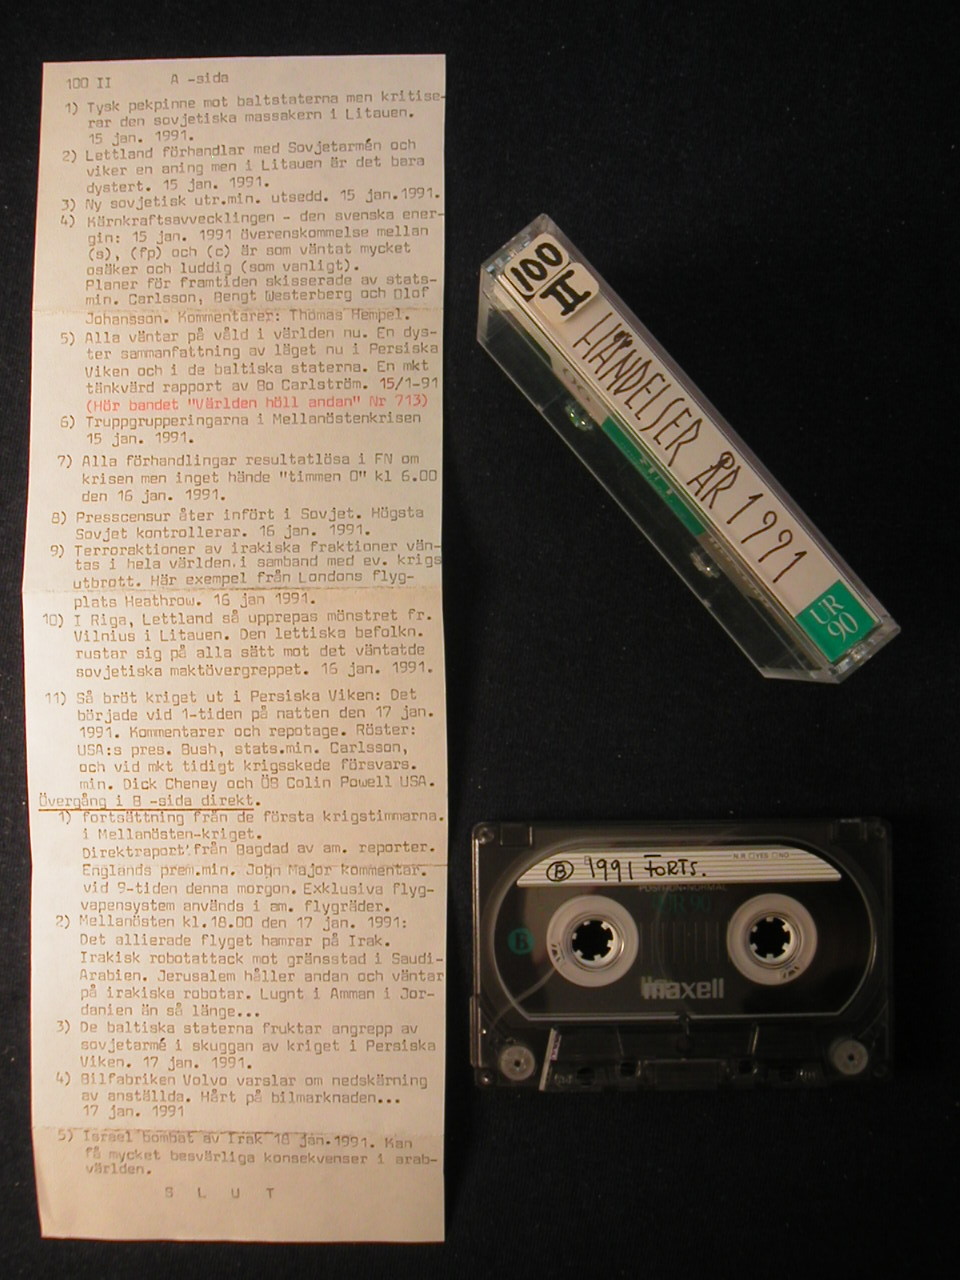 100 II A -sida
1) Tysk pekpinne mot baltstaterna men kritise-
rar den sovjetiska massakern i Litauen.
15 jan. 1991.
2) Lettland förhandlar med Sovjetarmén och
viker en aning men i Litauen är det bara
dystert. 15 jan. 1991.
3) Ny sovjetisk utr.min. utsedd. 15 jan.1991.
4) Kärnkraftsavvecklingen - den svenska ener-
gin: 15 jan. 1991 överenskommelse mellan
(s), (fp) och (c) är som väntat mycket
osäker och luddig (som vanligt).
Planer för framtiden skisserade av stats-
min. Carlsson, Bengt Westerberg och Olof
Johansson. Kommentarer: Thomas Hempel.
5) Alla väntar på våld i världen nu. En dys-
ter sammanfattning av läget nu i Persiska
Viken och i de baltiska staterna. En mkt
tänkvärd rapport av Bo Carlström. 15/1-91
(Hör bandet "Världen höll andan" Nr 713)
6) Truppgrupperingarna i Mellanöstenkrisen
15 jan. 1991.
7) Alla förhandlingar resultatlösa i FN om
krisen men inget hände "timmen 0" kl 6.00
den 16 jan. 1991.
8) Presscensur åter infört i Sovjet. Högsta
Sovjet kontrollerar. 16 jan. 1991.
9) Terroraktioner av irakiska fraktioner vän-
tas i hela världen.i samband med ev. krigs
utbrott. Här exempel från Londons flyg-
plats Heathrow. 16 jan 1991.
10) I Riga, Lettland så upprepas mönstret fr.
Vilnius i Litauen. Den lettiska befolkn.
rustar sig på alla sätt mot det väntatde
sovjetiska maktövergreppet. 16 jan. 1991.
11) Så bröt kriget ut i Persiska Viken: Det
började vid 1-tiden på natten den 17 jan.
1991. Kommentarer och repotage. Röster:
USA:s pres. Bush, stats.min. Carlsson,
och vid mkt tidigt krigsskede försvars.
min. Dick Cheney och ÖB Colin Powell USA.
Övergång i B -sida direkt.
1) fortsättning från de första krigstimmarna.
i Mellanösten-kriget.
Direktraport från Bagdad av am. reporter.
Englands prem.min. John Major kommentar.
vid 9-tiden denna morgon. Exklusiva flyg-
vapensystem används i am. flygräder.
2) Mellanösten kl.18.00 den 17 jan. 1991:
Det allierade flyget hamrar på Irak.
Irakisk robotattack mot gränsstad i Saudi-
Arabien. Jerusalem håller andan och väntar
på irakiska robotar. Lugnt i Amman i Jor-
danien än så länge...
3) De baltiska staterna fruktar angrepp av
sovjetarmé i skuggan av kriget i Persiska
Viken. 17 jan. 1991.
4) Bilfabriken Volvo varslar om nedskärning
av anställda. Hårt på bilmarknaden...
17 jan. 1991
5) Israel bombat av Irak 18 jan.1991. Kan
få mycket besvärliga konsekvenser i arab-
världen.
S L U T
100
II
HÄNDELSER ÅR 1991
UR
90
B 1991 FORTS.
N.R. YES NO
POSITION•NORMAL
UR 90
B
maxell